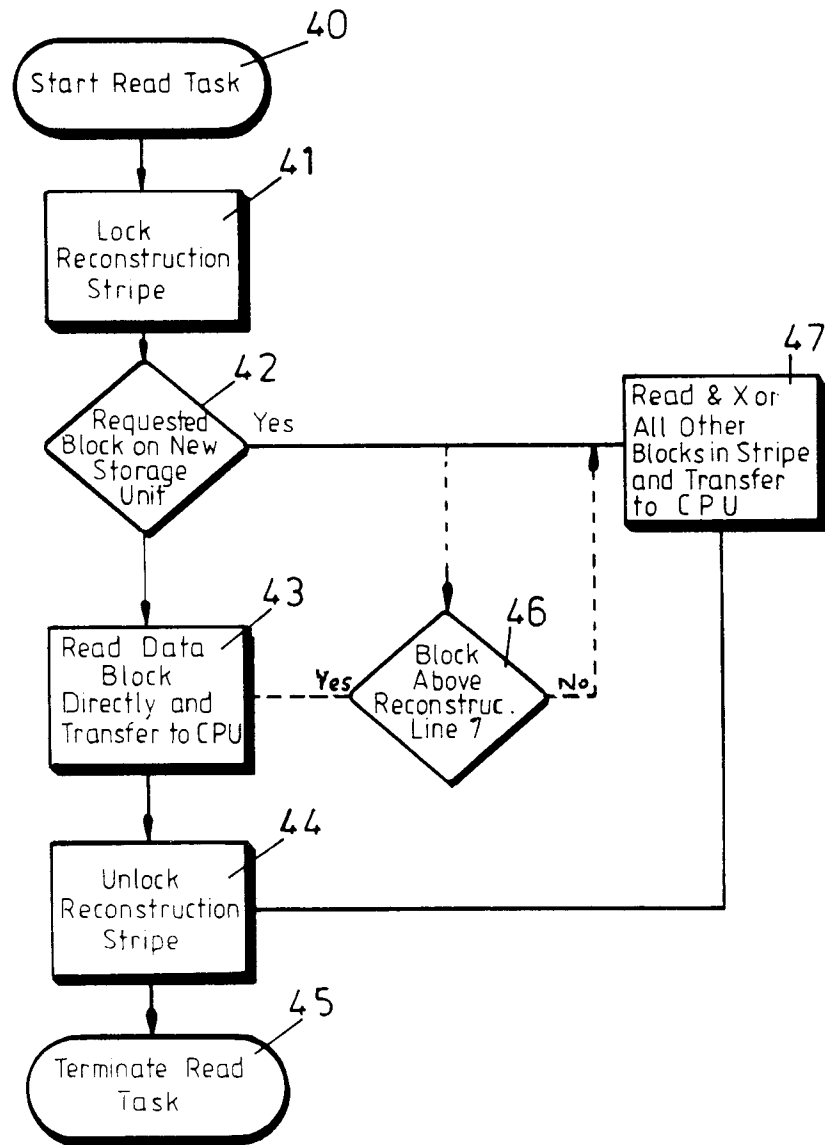 40
Start Read Task
41
Lock
Reconstruction
Stripe
42
Requested
Block on New
Storage
Unit
Yes
47
Read & Xor
All Other
Blocks in Stripe
and Transfer
to CPU
43
Read Data
Block
Directly and
Transfer to CPU
Yes
46
Block
Above
Reconstruc.
Line ?
No
44
Unlock
Reconstruction
Stripe
45
Terminate Read
Task